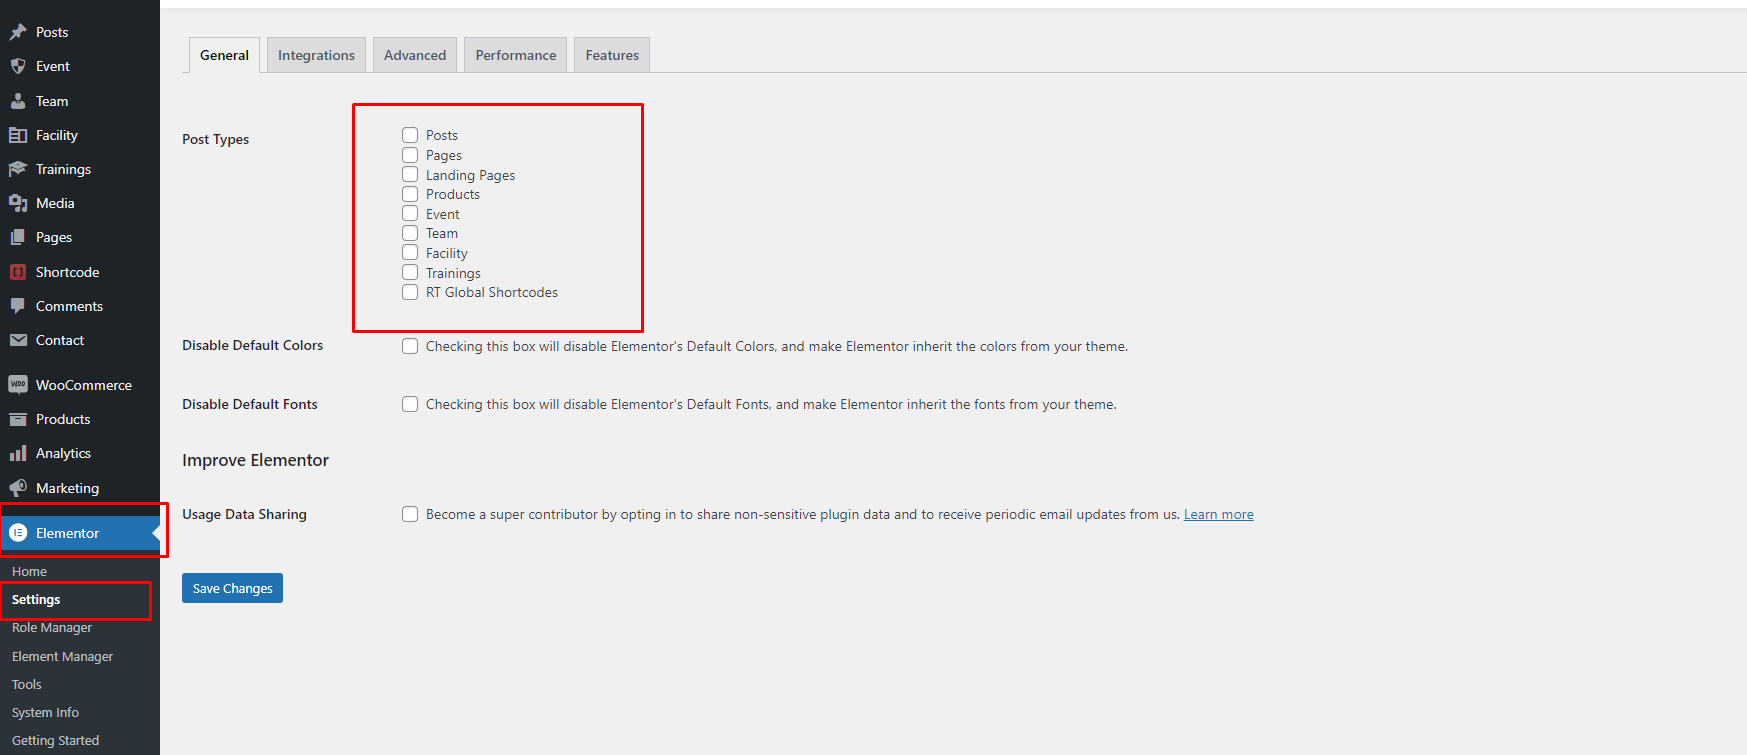 Posts
Event
Team
Facility
Trainings
Media
Pages
Shortcode
Comments
Contact
WOO WooCommerce
Products
Analytics
Marketing
Elementor
Home
Settings
Role Manager
Element Manager
Tools
System Info
Getting Started
General Integrations Advanced Performance Features
Post Types
Posts
Pages
Landing Pages
Products
Event
Team
Facility
Trainings
RT Global Shortcodes
Disable Default Colors Checking this box will disable Elementor's Default Colors, and make Elementor inherit the colors from your theme.
Disable Default Fonts Checking this box will disable Elementor's Default Fonts, and make Elementor inherit the fonts from your theme.
Improve Elementor
Usage Data Sharing Become a super contributor by opting in to share non-sensitive plugin data and to receive periodic email updates from us. Learn more
Save Changes